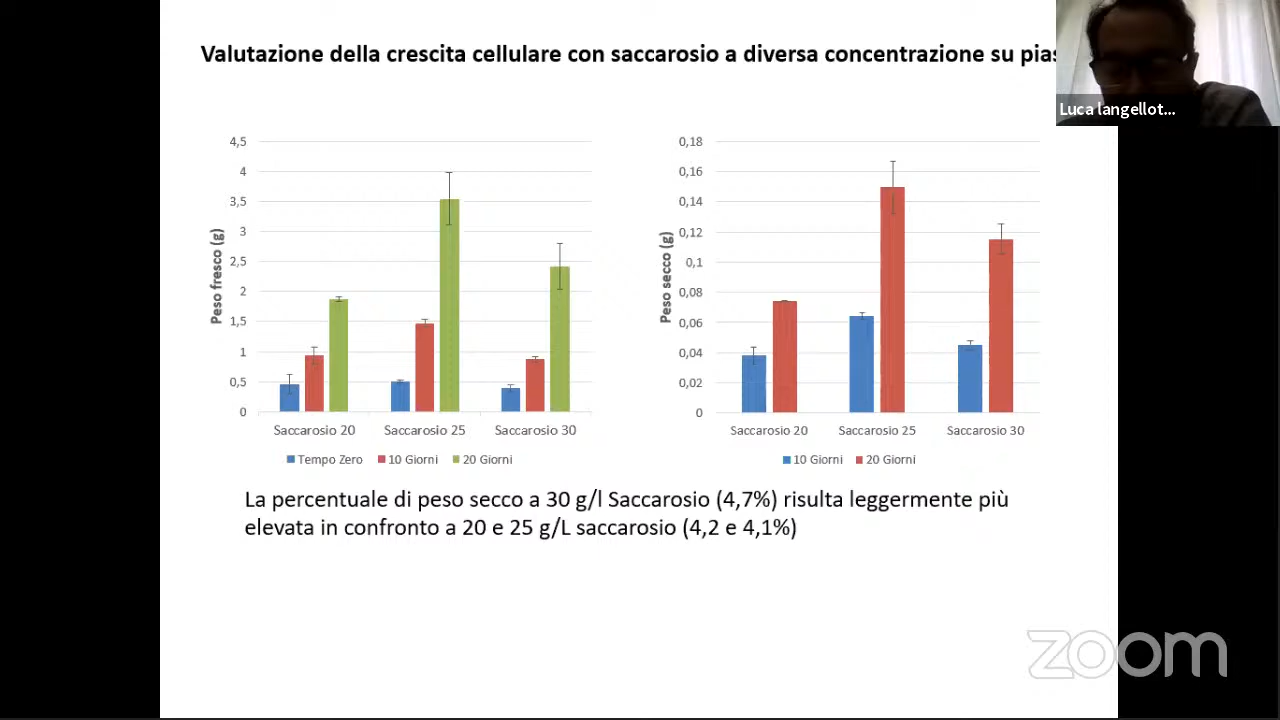 Valutazione della crescita cellulare con saccarosio a diversa concentrazione su
Luca Iangellot...
4,5
4
3,5
3
2,5
2
1,5
1
0,5
0
Peso fresco (g)
Saccarosio 20 Saccarosio 25 Saccarosio 30
Tempo Zero 10 Giorni 20 Giorni
0,18
0,16
0,14
0,12
0,1
0,08
0,06
0,04
0,02
0
Peso secco (g)
Saccarosio 20 Saccarosio 25 Saccarosio 30
10 Giorni 20 Giorni
La percentuale di peso secco a 30 g/l Saccarosio (4,7%) risulta leggermente più
elevata in confronto a 20 e 25 g/L saccarosio (4,2 e 4,1%)
zoom